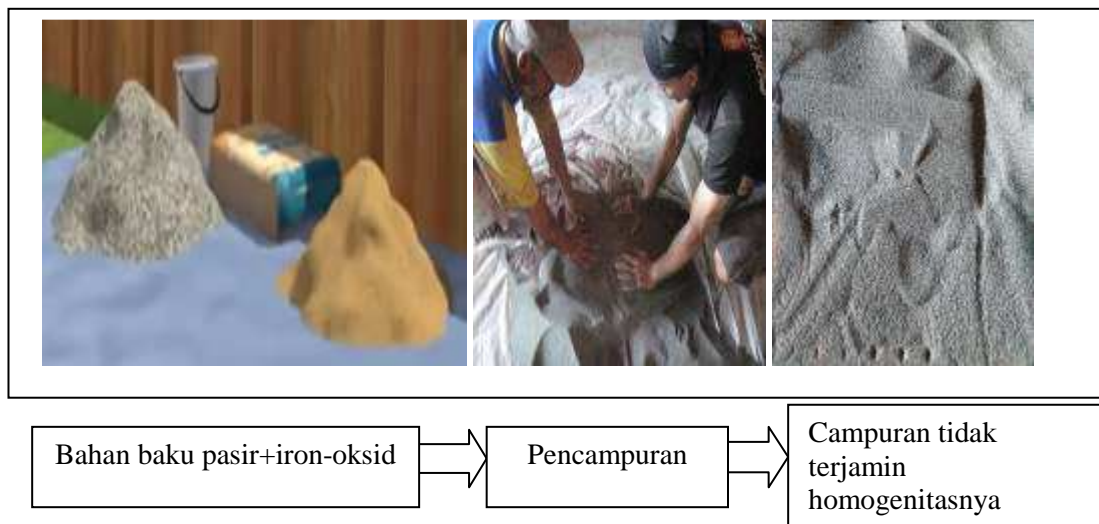 Bahan baku pasir+iron-oksid
Pencampuran
Campuran tidak
terjamin
homogenitasnya